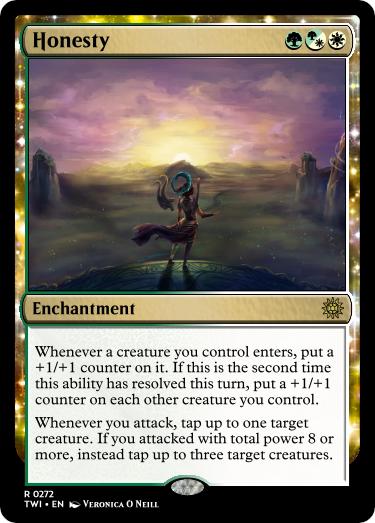 Honesty
Enchantment
Whenever a creature you control enters, put a
+1/+1 counter on it. If this is the second time
this ability has resolved this turn, put a +1/+1
counter on each other creature you control.
Whenever you attack, tap up to one target
creature. If you attacked with total power 8 or
more, instead tap up to three target creatures.
R 0272
TWI • EN Veronica O Neill